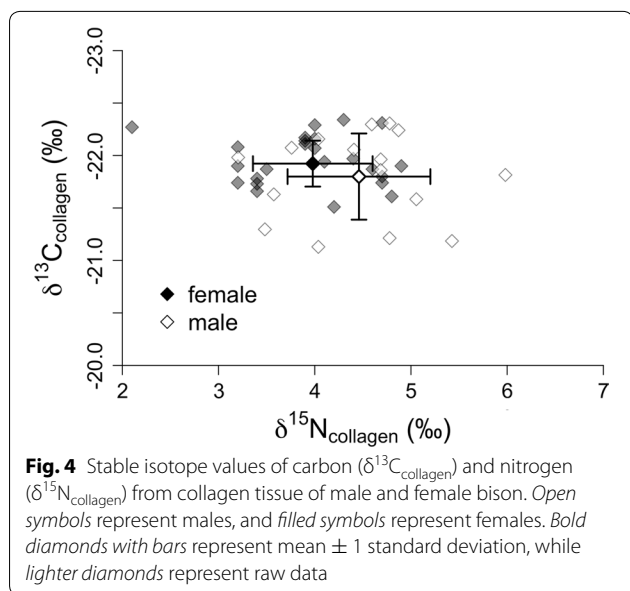 -23.0
-22.0
-21.0
-20.0
δ13Ccollagen (‰)
female
male
2 3 4 5 6 7
δ15Ncollagen (‰)
Fig. 4 Stable isotope values of carbon (δ13Ccollagen) and nitrogen
(δ15Ncollagen) from collagen tissue of male and female bison. Open
symbols represent males, and filled symbols represent females. Bold
diamonds with bars represent mean ± 1 standard deviation, while
lighter diamonds represent raw data